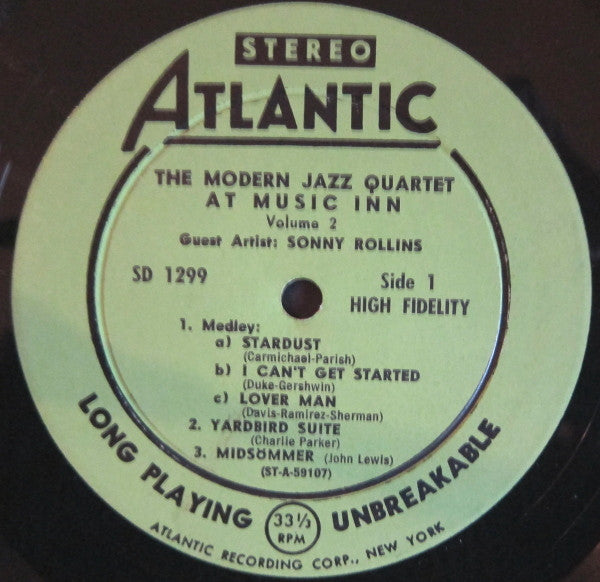 STEREO
ATLANTIC
THE MODERN JAZZ QUARTET
AT MUSIC INN
Volume 2
Guest Artist: SONNY ROLLINS
SD 1299
Side 1
HIGH FIDELITY
1. Medley:
a) STARDUST
(Carmichael-Parish)
b) I CAN'T GET STARTED
(Duke-Gershwin)
c) LOVER MAN
(Davis-Ramirez-Sherman)
2. YARDBIRD SUITE
(Charlie Parker)
3. MIDSÖMMER (John Lewis)
(ST-A-59107)
LONG PLAYING 33⅓ RPM UNBREAKABLE
ATLANTIC RECORDING CORP., NEW YORK